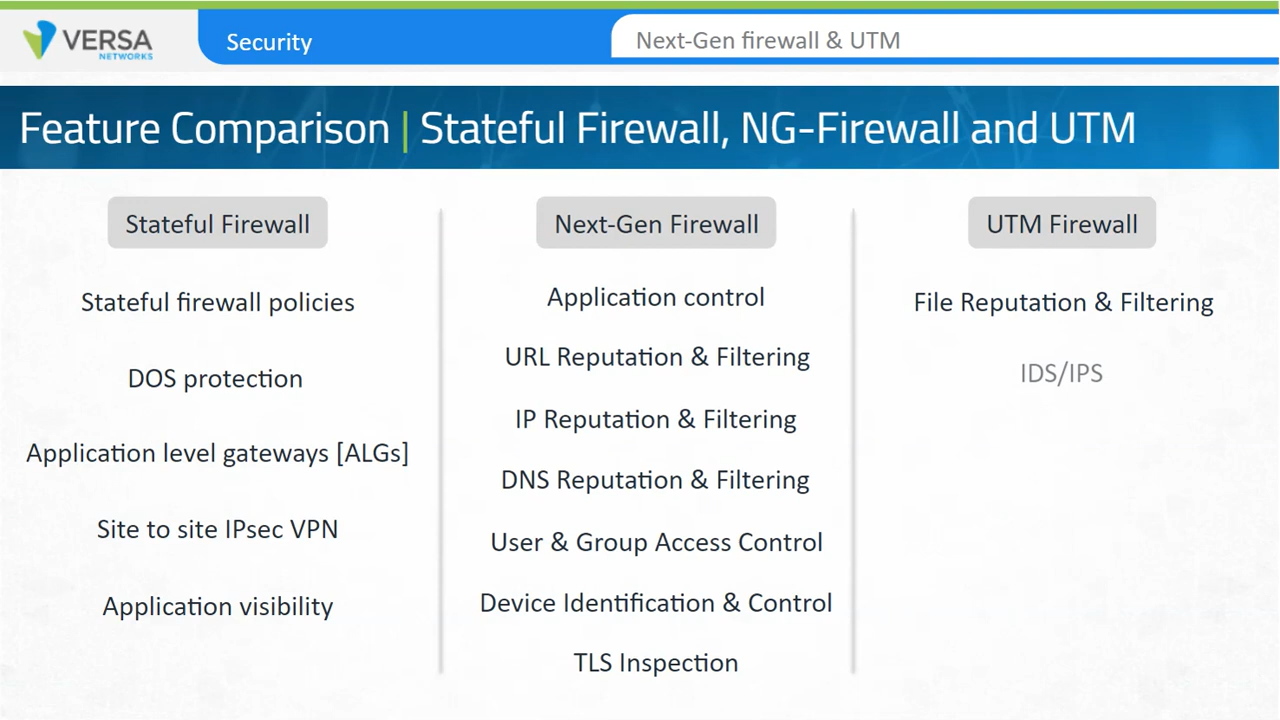 VERSA
NETWORKS
Security
Next-Gen firewall & UTM
Feature Comparison | Stateful Firewall, NG-Firewall and UTM
Stateful Firewall
Stateful firewall policies
DOS protection
Application level gateways [ALGs]
Site to site IPsec VPN
Application visibility
Next-Gen Firewall
Application control
URL Reputation & Filtering
IP Reputation & Filtering
DNS Reputation & Filtering
User & Group Access Control
Device Identification & Control
TLS Inspection
UTM Firewall
File Reputation & Filtering
IDS/IPS